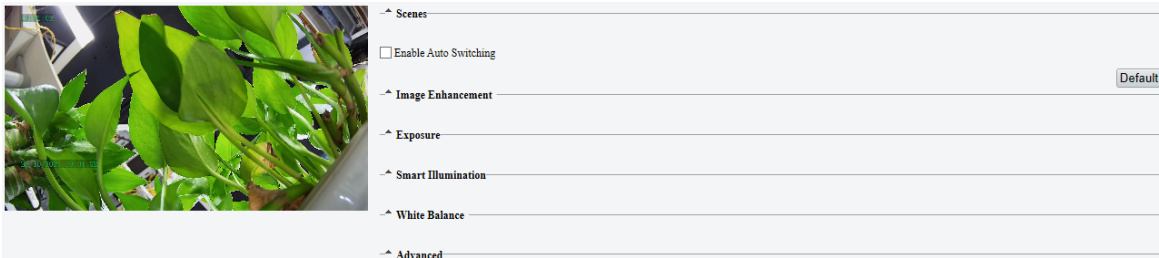 Scenes
Enable Auto Switching
Default
Image Enhancement
Exposure
Smart Illumination
White Balance
Advanced